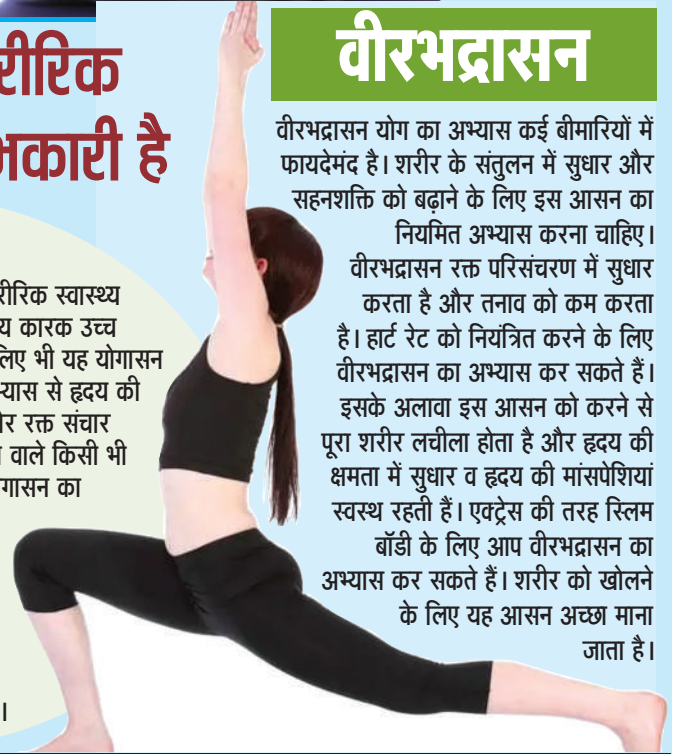 रीरिक
भकारी है
रीरिक स्वास्थ्य
य कारक उच्च
लिए भी यह योगासन
भ्यास से हृदय की
रक्त संचार
वाले किसी भी
गासन का
।
वीरभद्रासन
वीरभद्रासन योग का अभ्यास कई बीमारियों में
फायदेमंद है। शरीर के संतुलन में सुधार और
सहनशक्ति को बढ़ाने के लिए इस आसन का
नियमित अभ्यास करना चाहिए।
वीरभद्रासन रक्त परिसंचरण में सुधार
करता है और तनाव को कम करता
है। हार्ट रेट को नियंत्रित करने के लिए
वीरभद्रासन का अभ्यास कर सकते हैं।
इसके अलावा इस आसन को करने से
पूरा शरीर लचीला होता है और हृदय की
क्षमता में सुधार व हृदय की मांसपेशियां
स्वस्थ रहती हैं। एक्ट्रेस की तरह स्लिम
बॉडी के लिए आप वीरभद्रासन का
अभ्यास कर सकते हैं। शरीर को खोलने
के लिए यह आसन अच्छा माना
जाता है।